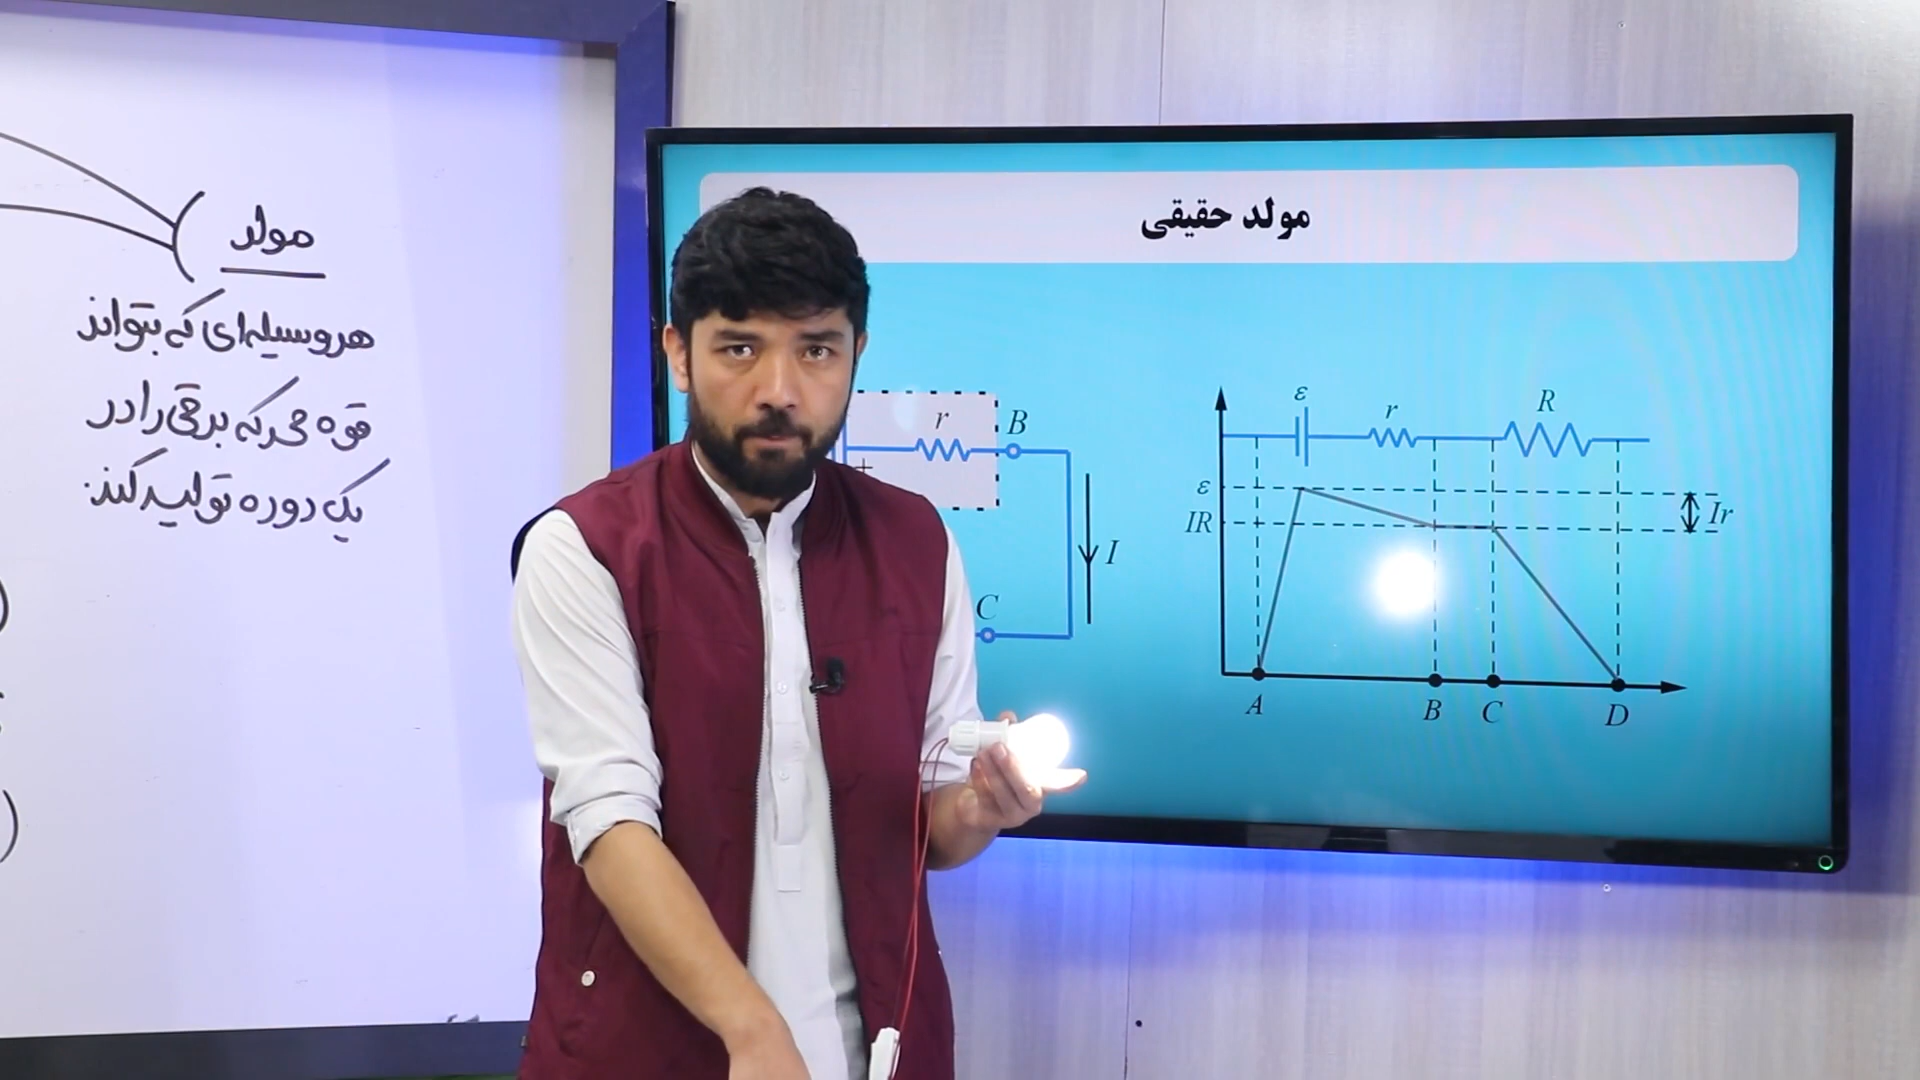 مولد
هر وسیله‌ای که بتواند
قوه محرکه برقی را در
یک دوره تولید کند.
مولد حقیقی
r
B
+
I
C
ε
r
R
ε
IR
Ir
A
B
C
D